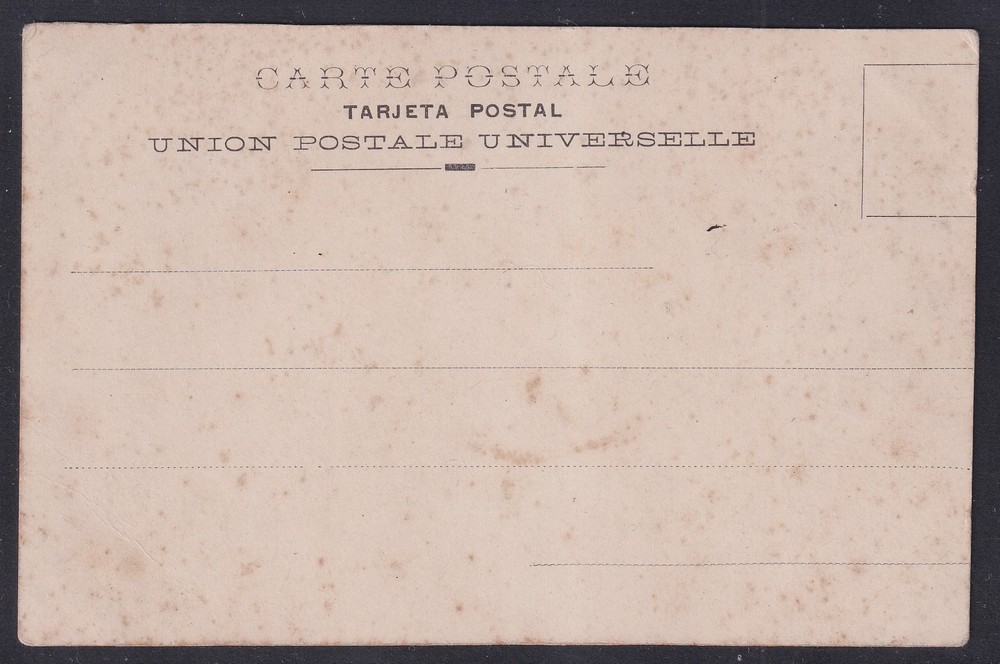 CARTE POSTALE
TARJETA POSTAL
UNION POSTALE UNIVERSELLE